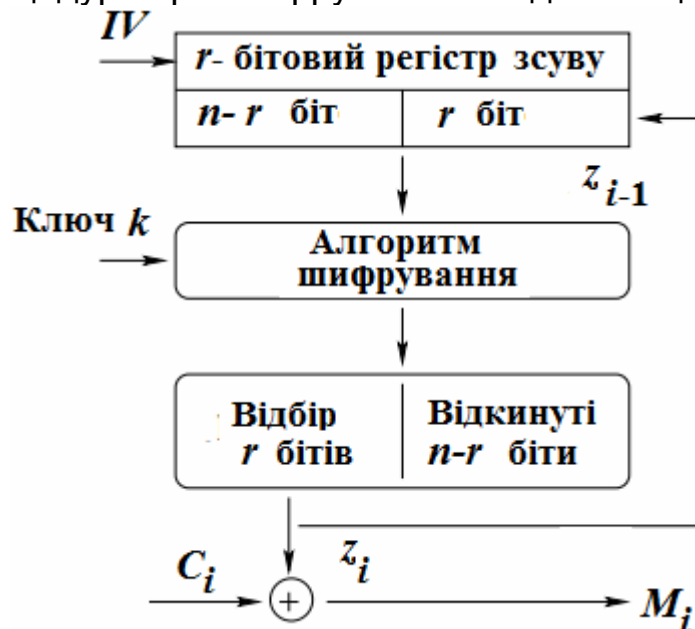 IV
r- бітовий регістр зсуву
n- r біт
r біт
z i-1
Ключ k
Алгоритм
шифрування
Відбір
r бітів
Відкинуті
n-r біти
C i
z i
M i